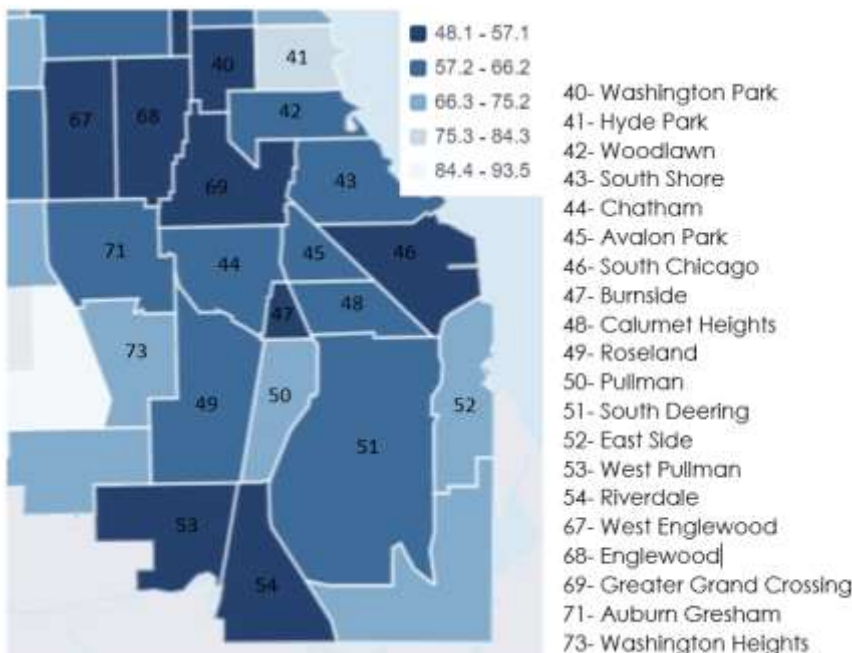 48.1 - 57.1
57.2 - 66.2
66.3 - 75.2
75.3 - 84.3
84.4 - 93.5
40
41
42
67
68
69
43
71
44
45
46
47
48
73
49
50
51
52
53
54
40- Washington Park
41- Hyde Park
42- Woodlawn
43- South Shore
44- Chatham
45- Avalon Park
46- South Chicago
47- Burnside
48- Calumet Heights
49- Roseland
50- Pullman
51- South Deering
52- East Side
53- West Pullman
54- Riverdale
67- West Englewood
68- Englewood
69- Greater Grand Crossing
71- Auburn Gresham
73- Washington Heights